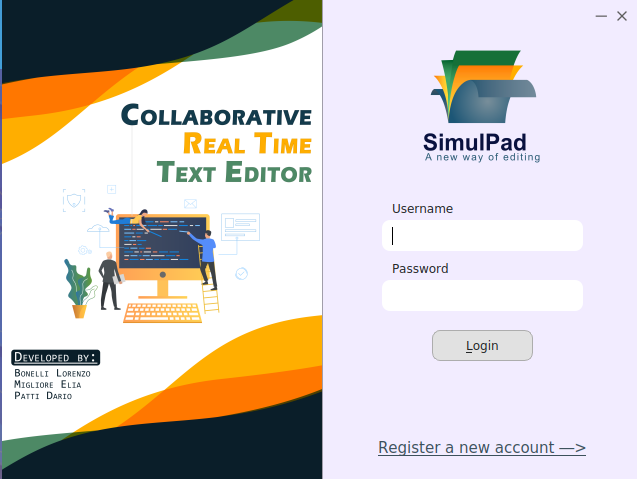 COLLABORATIVE
REAL TIME
TEXT EDITOR
DEVELOPED BY:
BONELLI LORENZO
MIGLIORE ELIA
PATTI DARIO
SimulPad
A new way of editing
Username
Password
Login
Register a new account —>